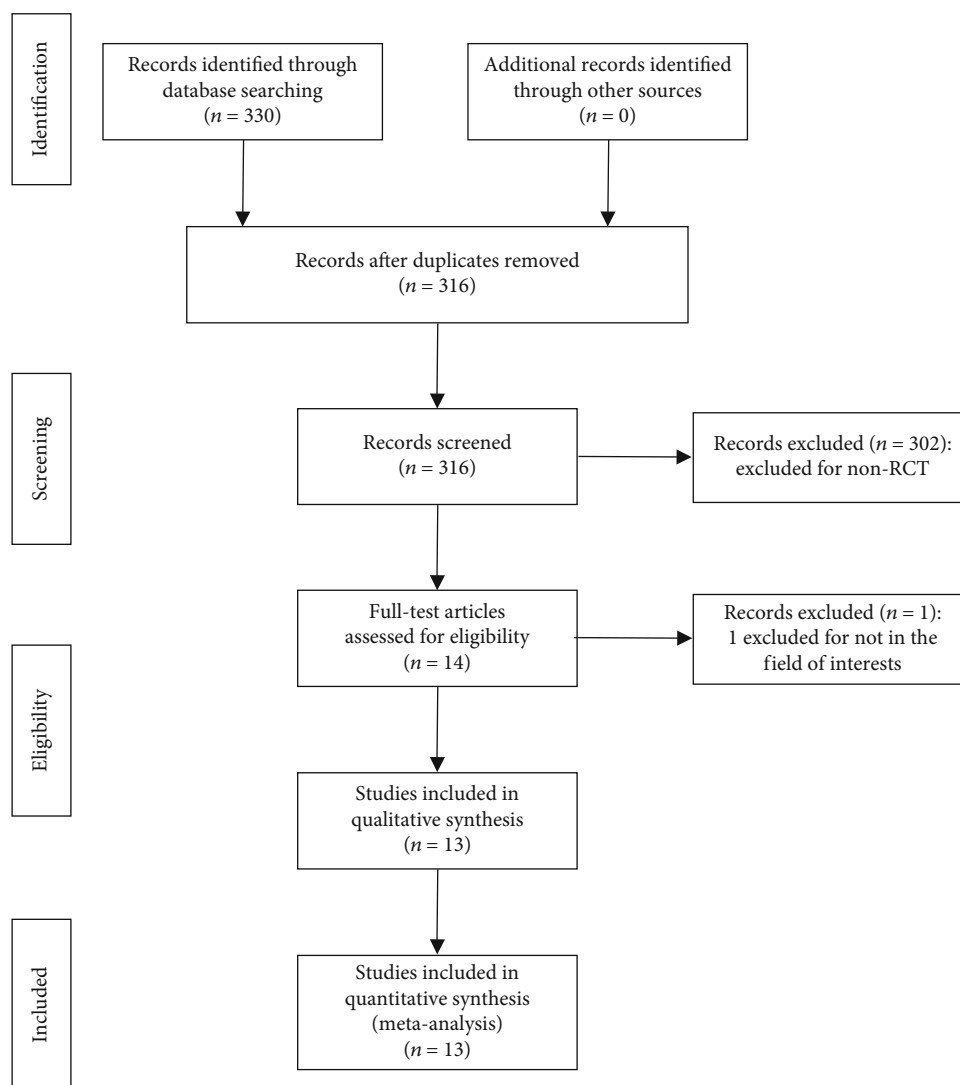 Identification
Records identified through
database searching
(n = 330)
Additional records identified
through other sources
(n = 0)
Records after duplicates removed
(n = 316)
Screening
Records screened
(n = 316)
Records excluded (n = 302):
excluded for non-RCT
Eligibility
Full-test articles
assessed for eligibility
(n = 14)
Records excluded (n = 1):
1 excluded for not in the
field of interests
Studies included in
qualitative synthesis
(n = 13)
Included
Studies included in
quantitative synthesis
(meta-analysis)
(n = 13)